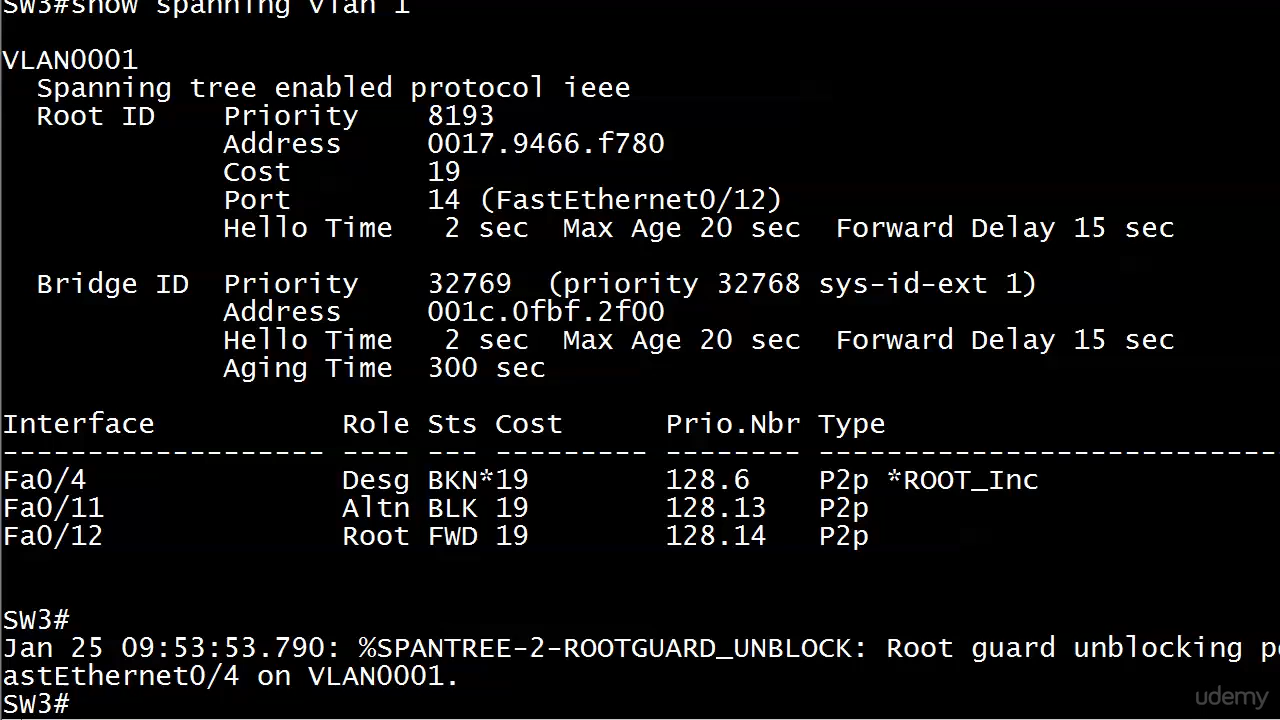 SW3#show spanning vlan 1
VLAN0001
Spanning tree enabled protocol ieee
Root ID Priority 8193
Address 0017.9466.f780
Cost 19
Port 14 (FastEthernet0/12)
Hello Time 2 sec Max Age 20 sec Forward Delay 15 sec
Bridge ID Priority 32769 (priority 32768 sys-id-ext 1)
Address 001c.0fbf.2f00
Hello Time 2 sec Max Age 20 sec Forward Delay 15 sec
Aging Time 300 sec
Interface Role Sts Cost Prio.Nbr Type
------------------- ---- --- --------- -------- ---------------------------
Fa0/4 Desg BKN*19 128.6 P2p *ROOT_Inc
Fa0/11 Altn BLK 19 128.13 P2p
Fa0/12 Root FWD 19 128.14 P2p
SW3#
Jan 25 09:53:53.790: %SPANTREE-2-ROOTGUARD_UNBLOCK: Root guard unblocking po
astEthernet0/4 on VLAN0001.
SW3#
udemy